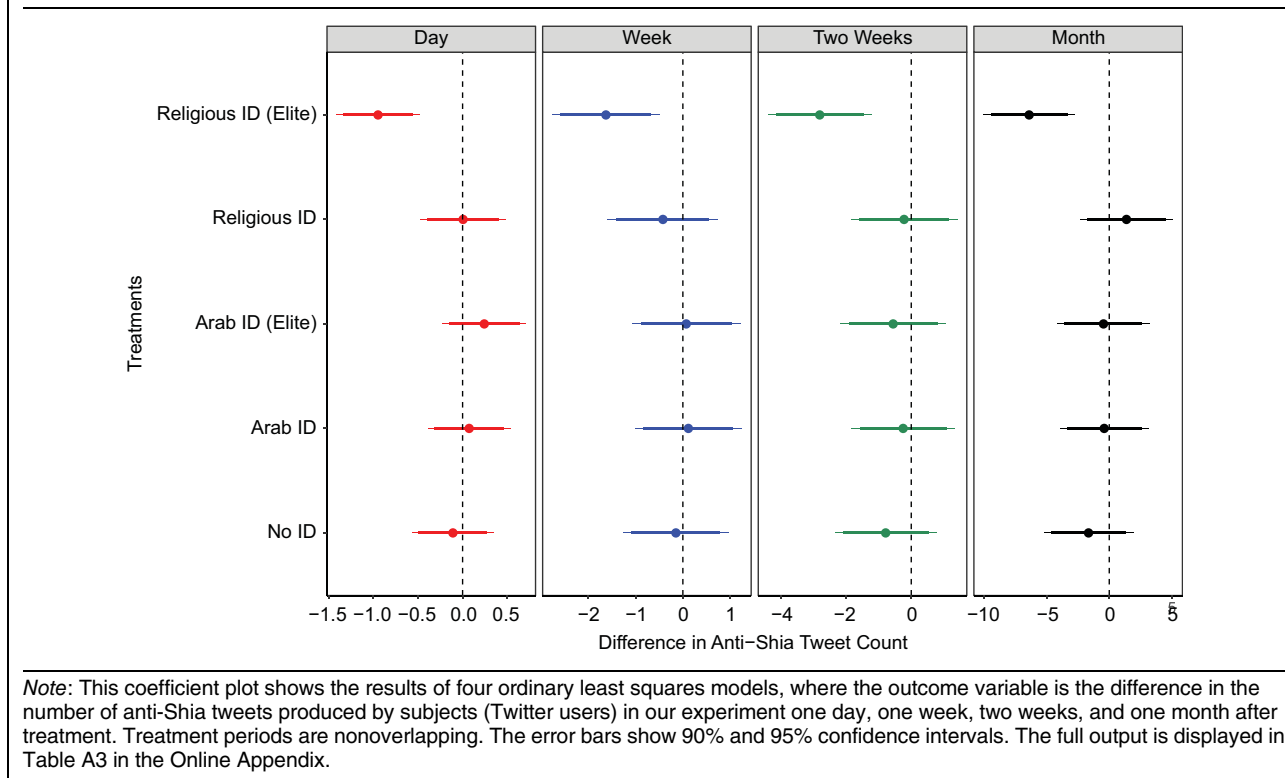 Day Week Two Weeks Month
Religious ID (Elite)
Religious ID
Arab ID (Elite)
Arab ID
No ID
Treatments
−1.5 −1.0 −0.5 0.0 0.5 −2 −1 0 1 −4 −2 0 −10 −5 0 5
Difference in Anti−Shia Tweet Count
Note: This coefficient plot shows the results of four ordinary least squares models, where the outcome variable is the difference in the
number of anti-Shia tweets produced by subjects (Twitter users) in our experiment one day, one week, two weeks, and one month after
treatment. Treatment periods are nonoverlapping. The error bars show 90% and 95% confidence intervals. The full output is displayed in
Table A3 in the Online Appendix.